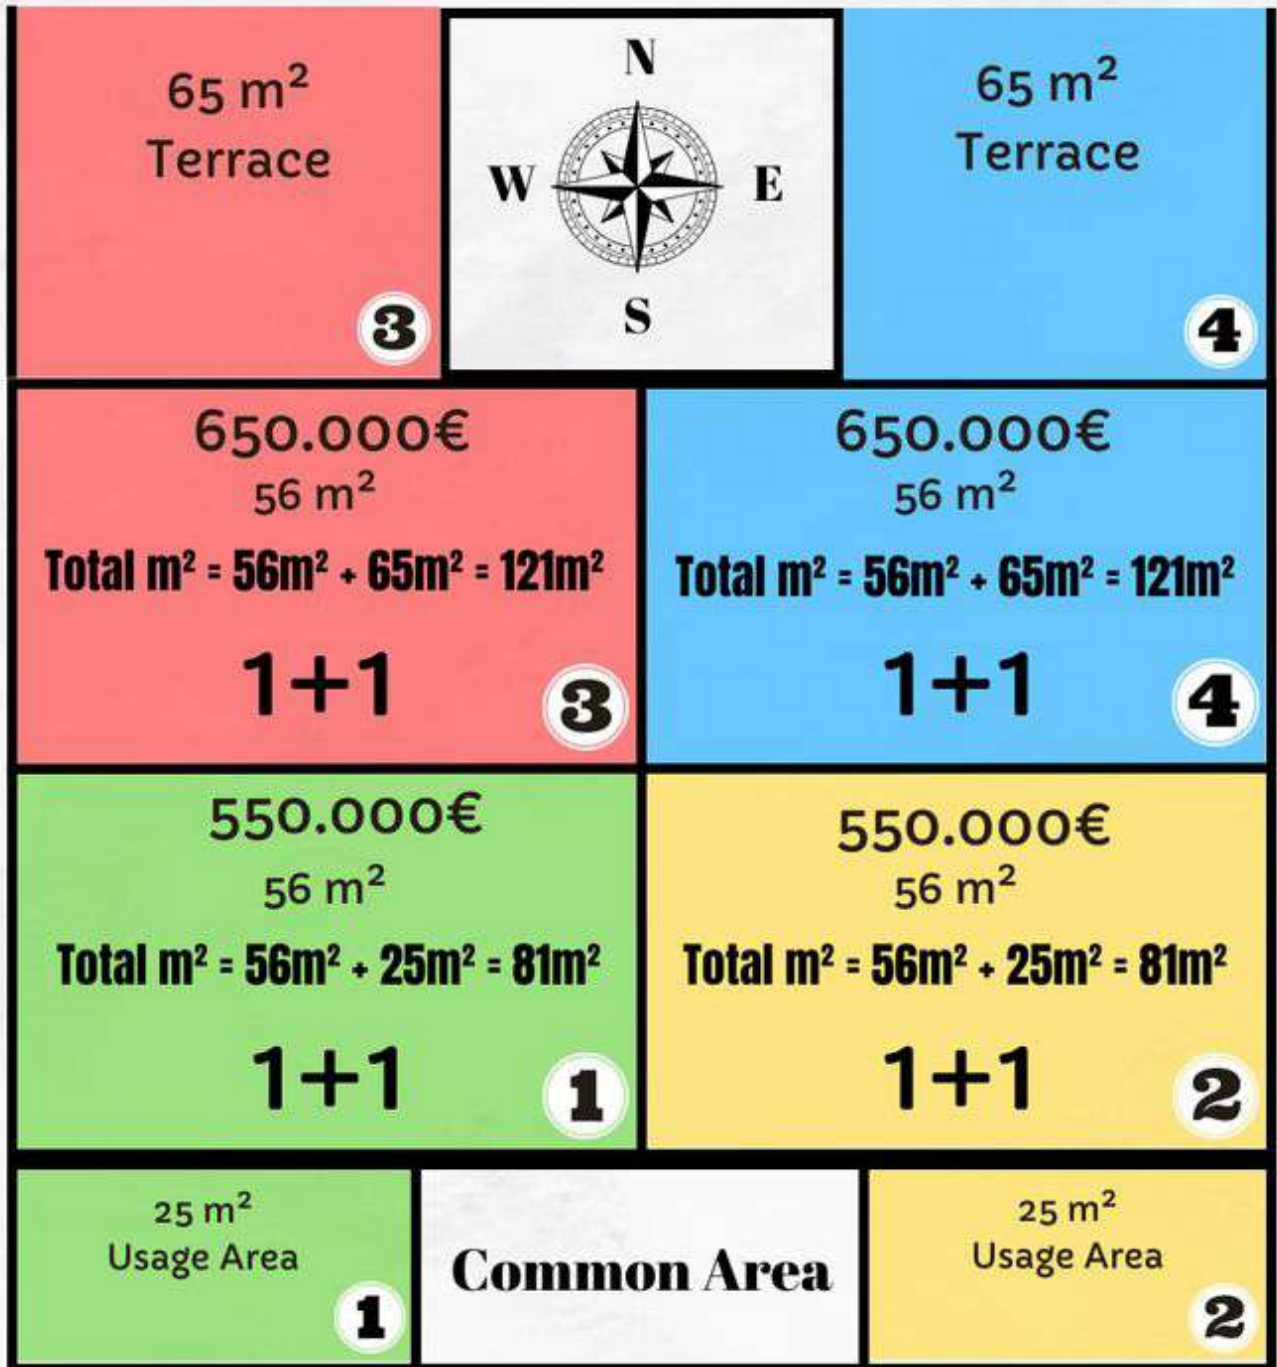 65 m²
Terrace
3
N
W E
S
65 m²
Terrace
4
650.000€
56 m²
Total m² = 56m² + 65m² = 121m²
1+1
3
650.000€
56 m²
Total m² = 56m² + 65m² = 121m²
1+1
4
550.000€
56 m²
Total m² = 56m² + 25m² = 81m²
1+1
1
550.000€
56 m²
Total m² = 56m² + 25m² = 81m²
1+1
2
25 m²
Usage Area
1
Common Area
25 m²
Usage Area
2